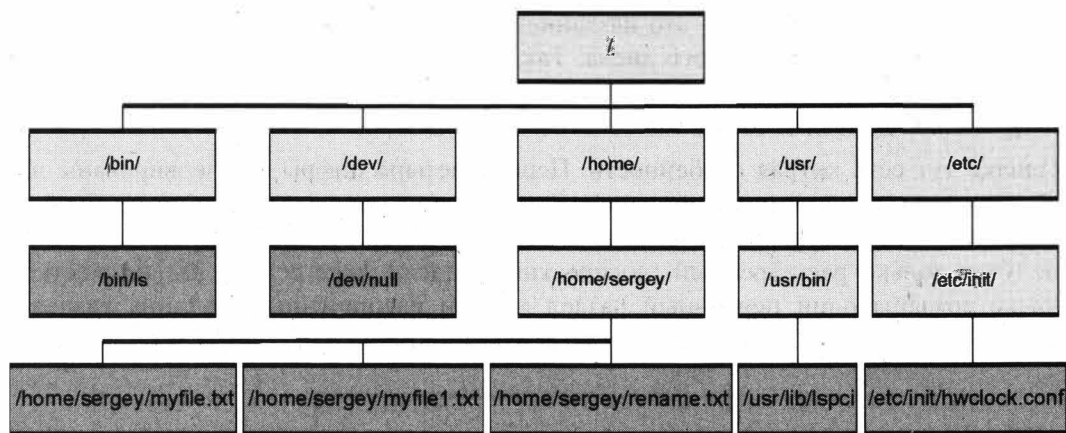 /
/bin/
/dev/
/home/
/usr/
/etc/
/bin/ls
/dev/null
/home/sergey/
/usr/bin/
/etc/init/
/home/sergey/myfile.txt
/home/sergey/myfile1.txt
/home/sergey/rename.txt
/usr/lib/lspci
/etc/init/hwclock.conf